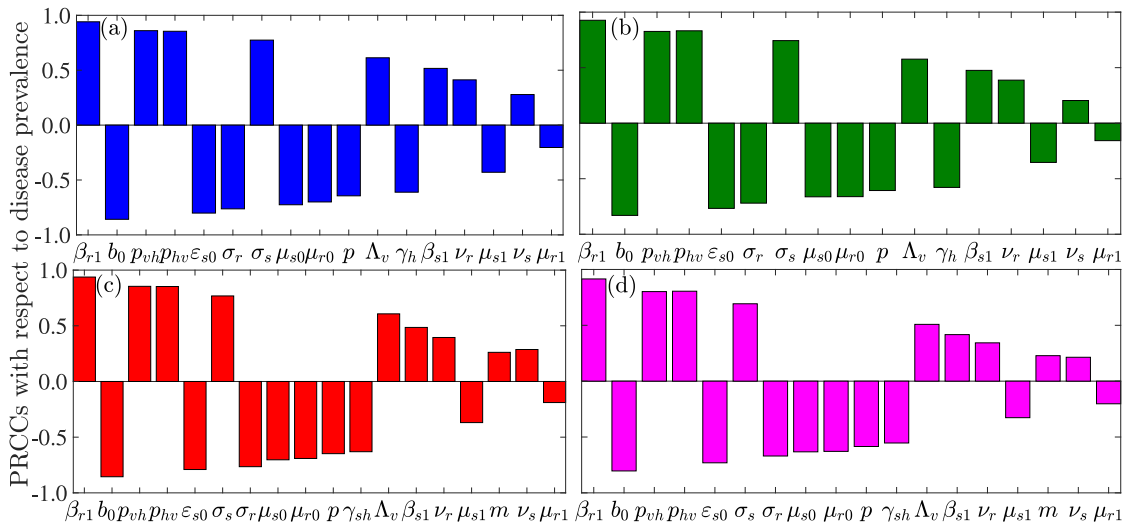 PRCCs with respect to disease prevalence
1.0 (a) (b)
0.5
0.0
-0.5
-1.0
β_{r1} b_0 p_{vh} p_{hv} ε_{s0} σ_r σ_s μ_{s0} μ_{r0} p Λ_v γ_h β_{s1} ν_r μ_{s1} ν_s μ_{r1} β_{r1} b_0 p_{vh} p_{hv} ε_{s0} σ_r σ_s μ_{s0} μ_{r0} p Λ_v γ_h β_{s1} ν_r μ_{s1} ν_s μ_{r1}
1.0 (c) (d)
0.5
0.0
-0.5
-1.0
β_{r1} b_0 p_{vh} p_{hv} ε_{s0} σ_s σ_r μ_{s0} μ_{r0} p γ_{sh} Λ_v β_{s1} ν_r μ_{s1} m ν_s μ_{r1} β_{r1} b_0 p_{vh} p_{hv} ε_{s0} σ_s σ_r μ_{s0} μ_{r0} p γ_{sh} Λ_v β_{s1} ν_r μ_{s1} m ν_s μ_{r1}